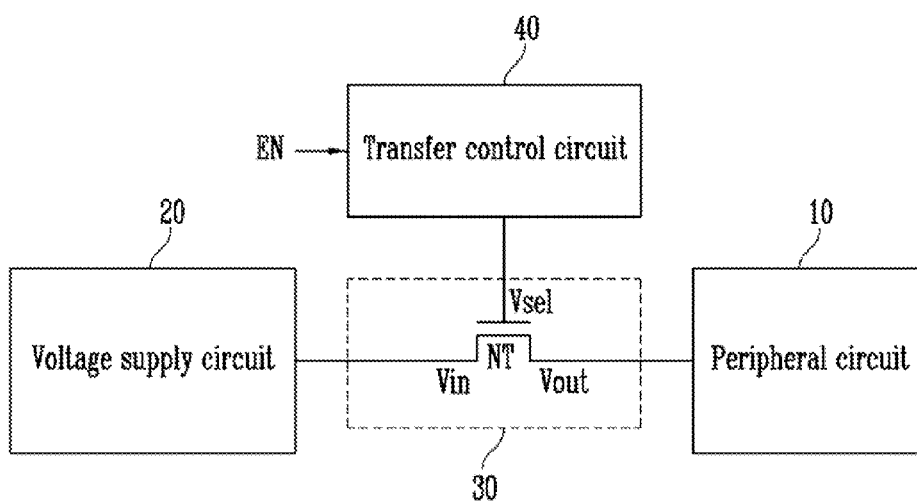 40
EN
Transfer control circuit
20
10
Voltage supply circuit
Vsel
NT
Vin
Vout
Peripheral circuit
30